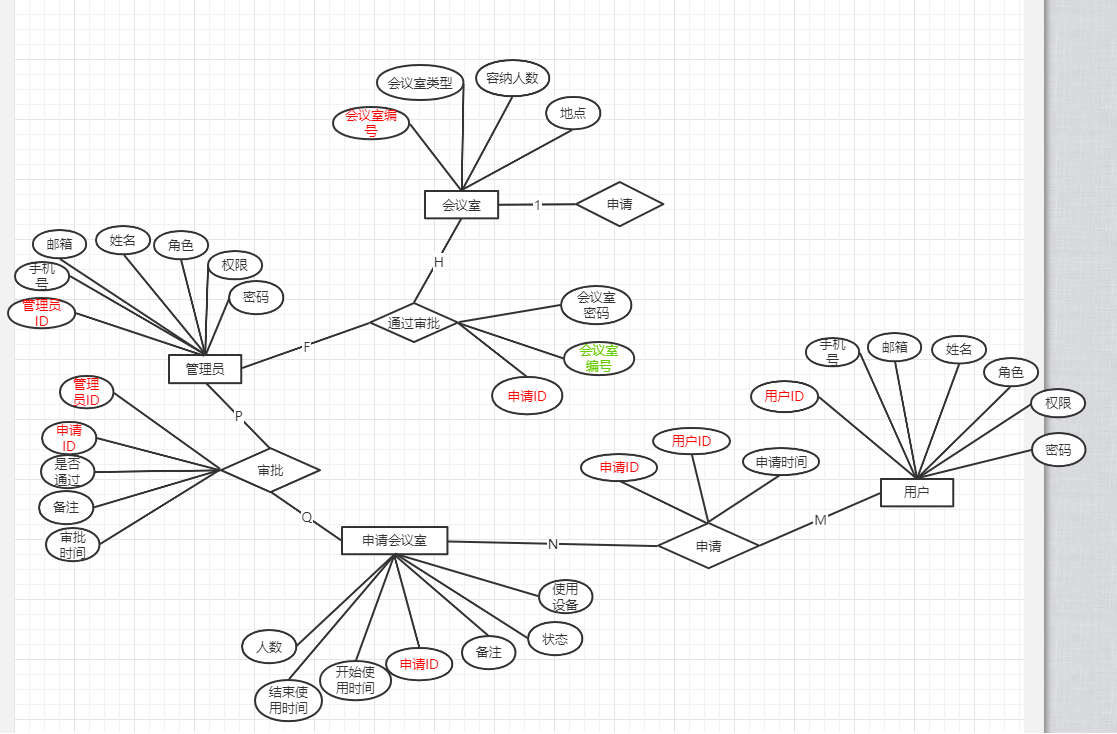 会议室类型
容纳人数
会议室编
号
地点
会议室
1
申请
H
邮箱
姓名
角色
权限
手机
号
密码
管理员
ID
管理员
F
通过审批
会议室
密码
会议室
编号
申请ID
管理
员ID
P
申请
ID
是否
通过
备注
审批
时间
审批
Q
申请会议室
N
申请ID
用户ID
申请时间
申请
M
手机
号
邮箱
姓名
角色
用户ID
权限
密码
用户
人数
结束使
用时间
开始使
用时间
申请ID
备注
状态
使用
设备